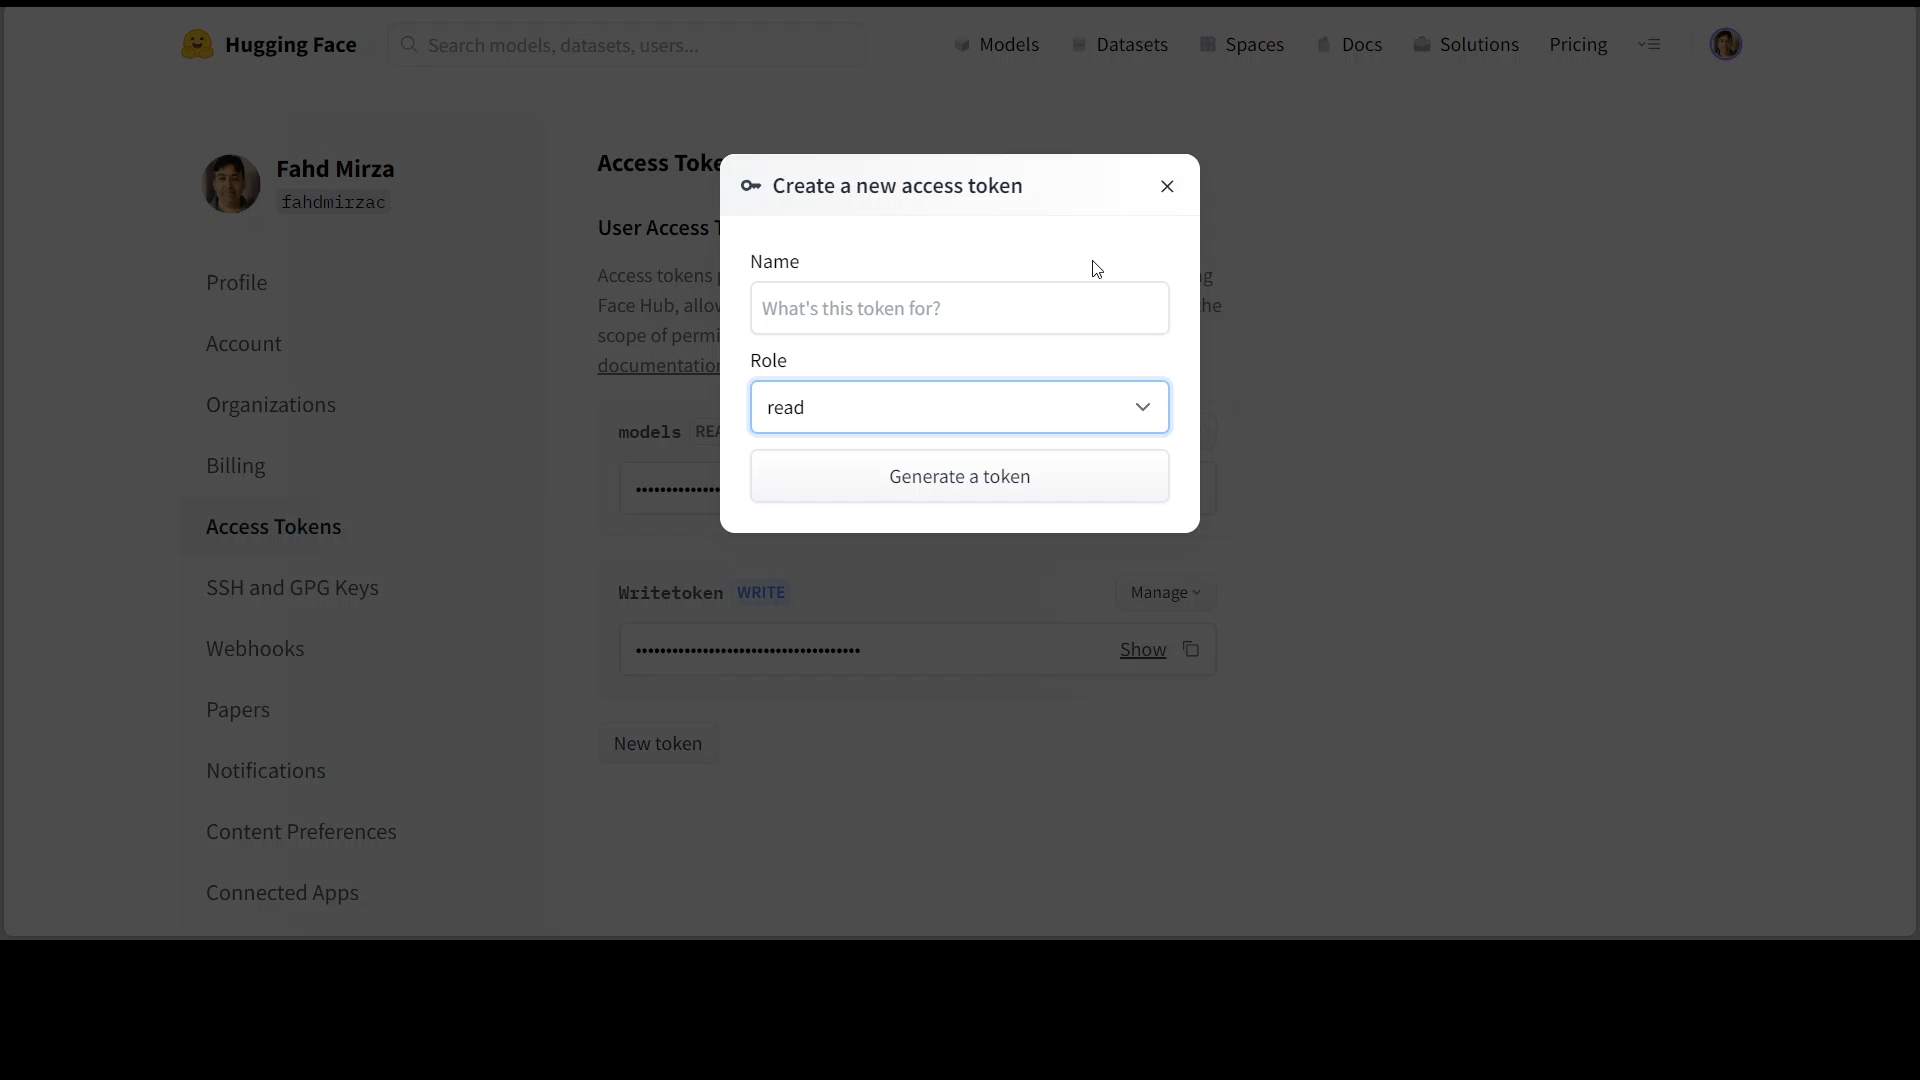 Hugging Face
Search models, datasets, users...
Models
Datasets
Spaces
Docs
Solutions
Pricing
Fahd Mirza
fahdmirzac
Profile
Account
Organizations
Billing
Access Tokens
SSH and GPG Keys
Webhooks
Papers
Notifications
Content Preferences
Connected Apps
Access Toke
User Access T
Access tokens
Face Hub, allo
he
scope of permi
documentation
models REA
Create a new access token
Name
What's this token for?
Role
read
Generate a token
Writetoken WRITE
Manage
Show
New token